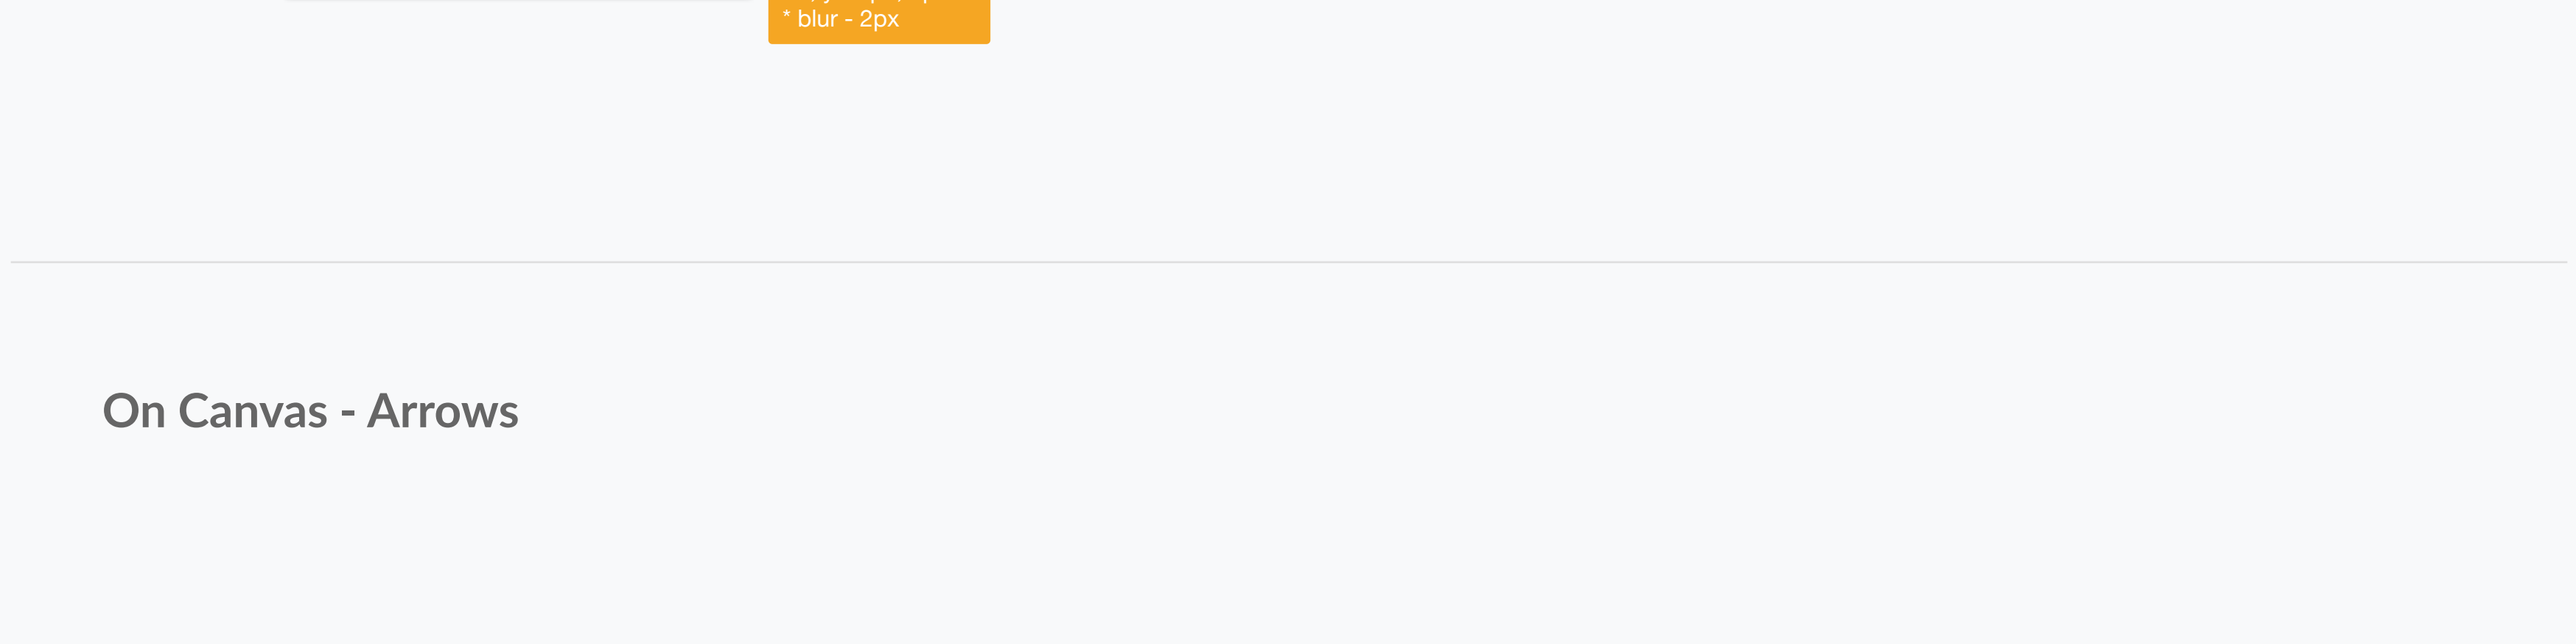 * blur - 2px
On Canvas - Arrows